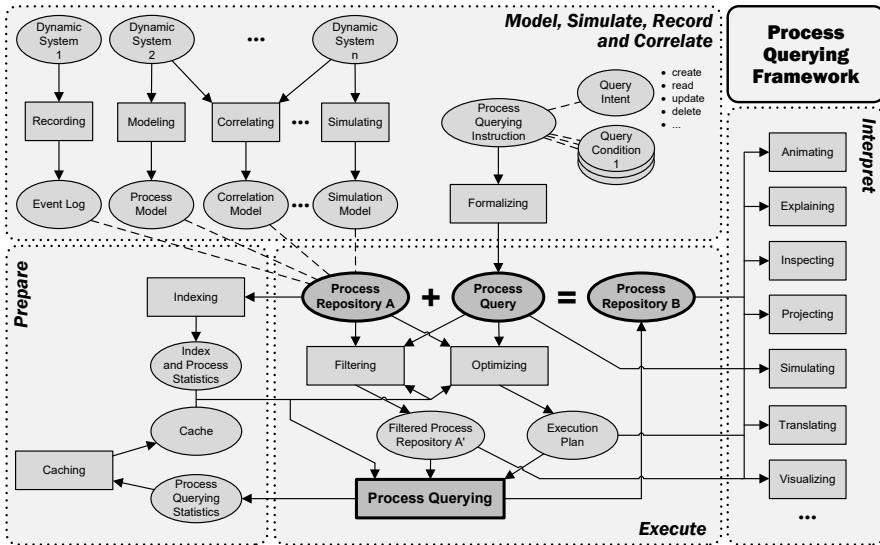 Model, Simulate, Record
and Correlate
Process
Querying
Framework
Dynamic
System
1
Dynamic
System
2
...
Dynamic
System
n
Recording
Modeling
Correlating
...
Simulating
Event Log
Process
Model
Correlation
Model
...
Simulation
Model
Process
Querying
Instruction
Query
Intent
• create
• read
• update
• delete
• ...
Query
Condition
1
Formalizing
Interpret
Animating
Explaining
Inspecting
Projecting
Simulating
Translating
Visualizing
...
Prepare
Indexing
Index
and Process
Statistics
Cache
Caching
Process
Querying
Statistics
Process
Repository A
+
Process
Query
=
Process
Repository B
Filtering
Optimizing
Filtered Process
Repository A'
Execution
Plan
Process Querying
Execute